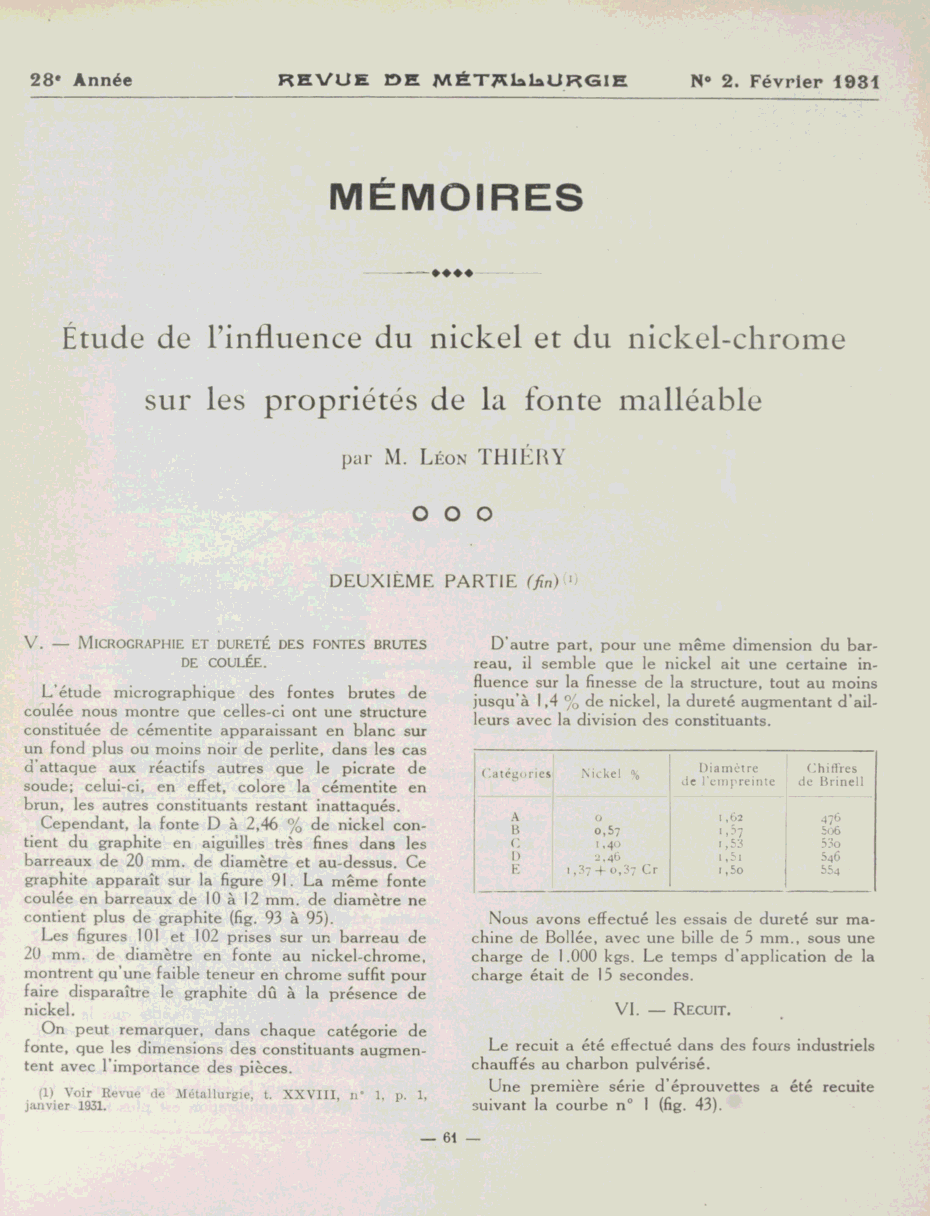 28e Année REVUE DE MÉTALLURGIE N° 2. Février 1931
MÉMOIRES
Étude de l'influence du nickel et du nickel-chrome
sur les propriétés de la fonte malléable
par M. LÉON THIÉRY
DEUXIÈME PARTIE (fin) (1)
V. — MICROGRAPHIE ET DURETÉ DES FONTES BRUTES
DE COULÉE.
L'étude micrographique des fontes brutes de
coulée nous montre que celles-ci ont une structure
constituée de cémentite apparaissant en blanc sur
un fond plus ou moins noir de perlite, dans les cas
d'attaque aux réactifs autres que le picrate de
soude; celui-ci, en effet, colore la cémentite en
brun, les autres constituants restant inattaqués.
Cependant, la fonte D à 2,46 % de nickel con-
tient du graphite en aiguilles très fines dans les
barreaux de 20 mm. de diamètre et au-dessus. Ce
graphite apparaît sur la figure 91. La même fonte
coulée en barreaux de 10 à 12 mm. de diamètre ne
contient plus de graphite (fig. 93 à 95).
Les figures 101 et 102 prises sur un barreau de
20 mm. de diamètre en fonte au nickel-chrome,
montrent qu'une faible teneur en chrome suffit pour
faire disparaître le graphite dû à la présence de
nickel.
On peut remarquer, dans chaque catégorie de
fonte, que les dimensions des constituants augmen-
tent avec l'importance des pièces.
(1) Voir Revue de Métallurgie, t. XXVIII, n° 1, p. 1,
janvier 1931.
D'autre part, pour une même dimension du bar-
reau, il semble que le nickel ait une certaine in-
fluence sur la finesse de la structure, tout au moins
jusqu'à 1,4 % de nickel, la dureté augmentant d'ail-
leurs avec la division des constituants.
Catégories Nickel % Diamètre de l'empreinte Chiffres de Brinell
A 0 1,62 476
B 0,57 1,57 506
C 1,40 1,53 530
D 2,46 1,51 546
E 1,37 + 0,37 Cr 1,50 554
Nous avons effectué les essais de dureté sur ma-
chine de Bollée, avec une bille de 5 mm., sous une
charge de 1.000 kgs. Le temps d'application de la
charge était de 15 secondes.
VI. — RECUIT.
Le recuit a été effectué dans des fours industriels
chauffés au charbon pulvérisé.
Une première série d'éprouvettes a été recuite
suivant la courbe n° 1 (fig. 43).
— 61 —